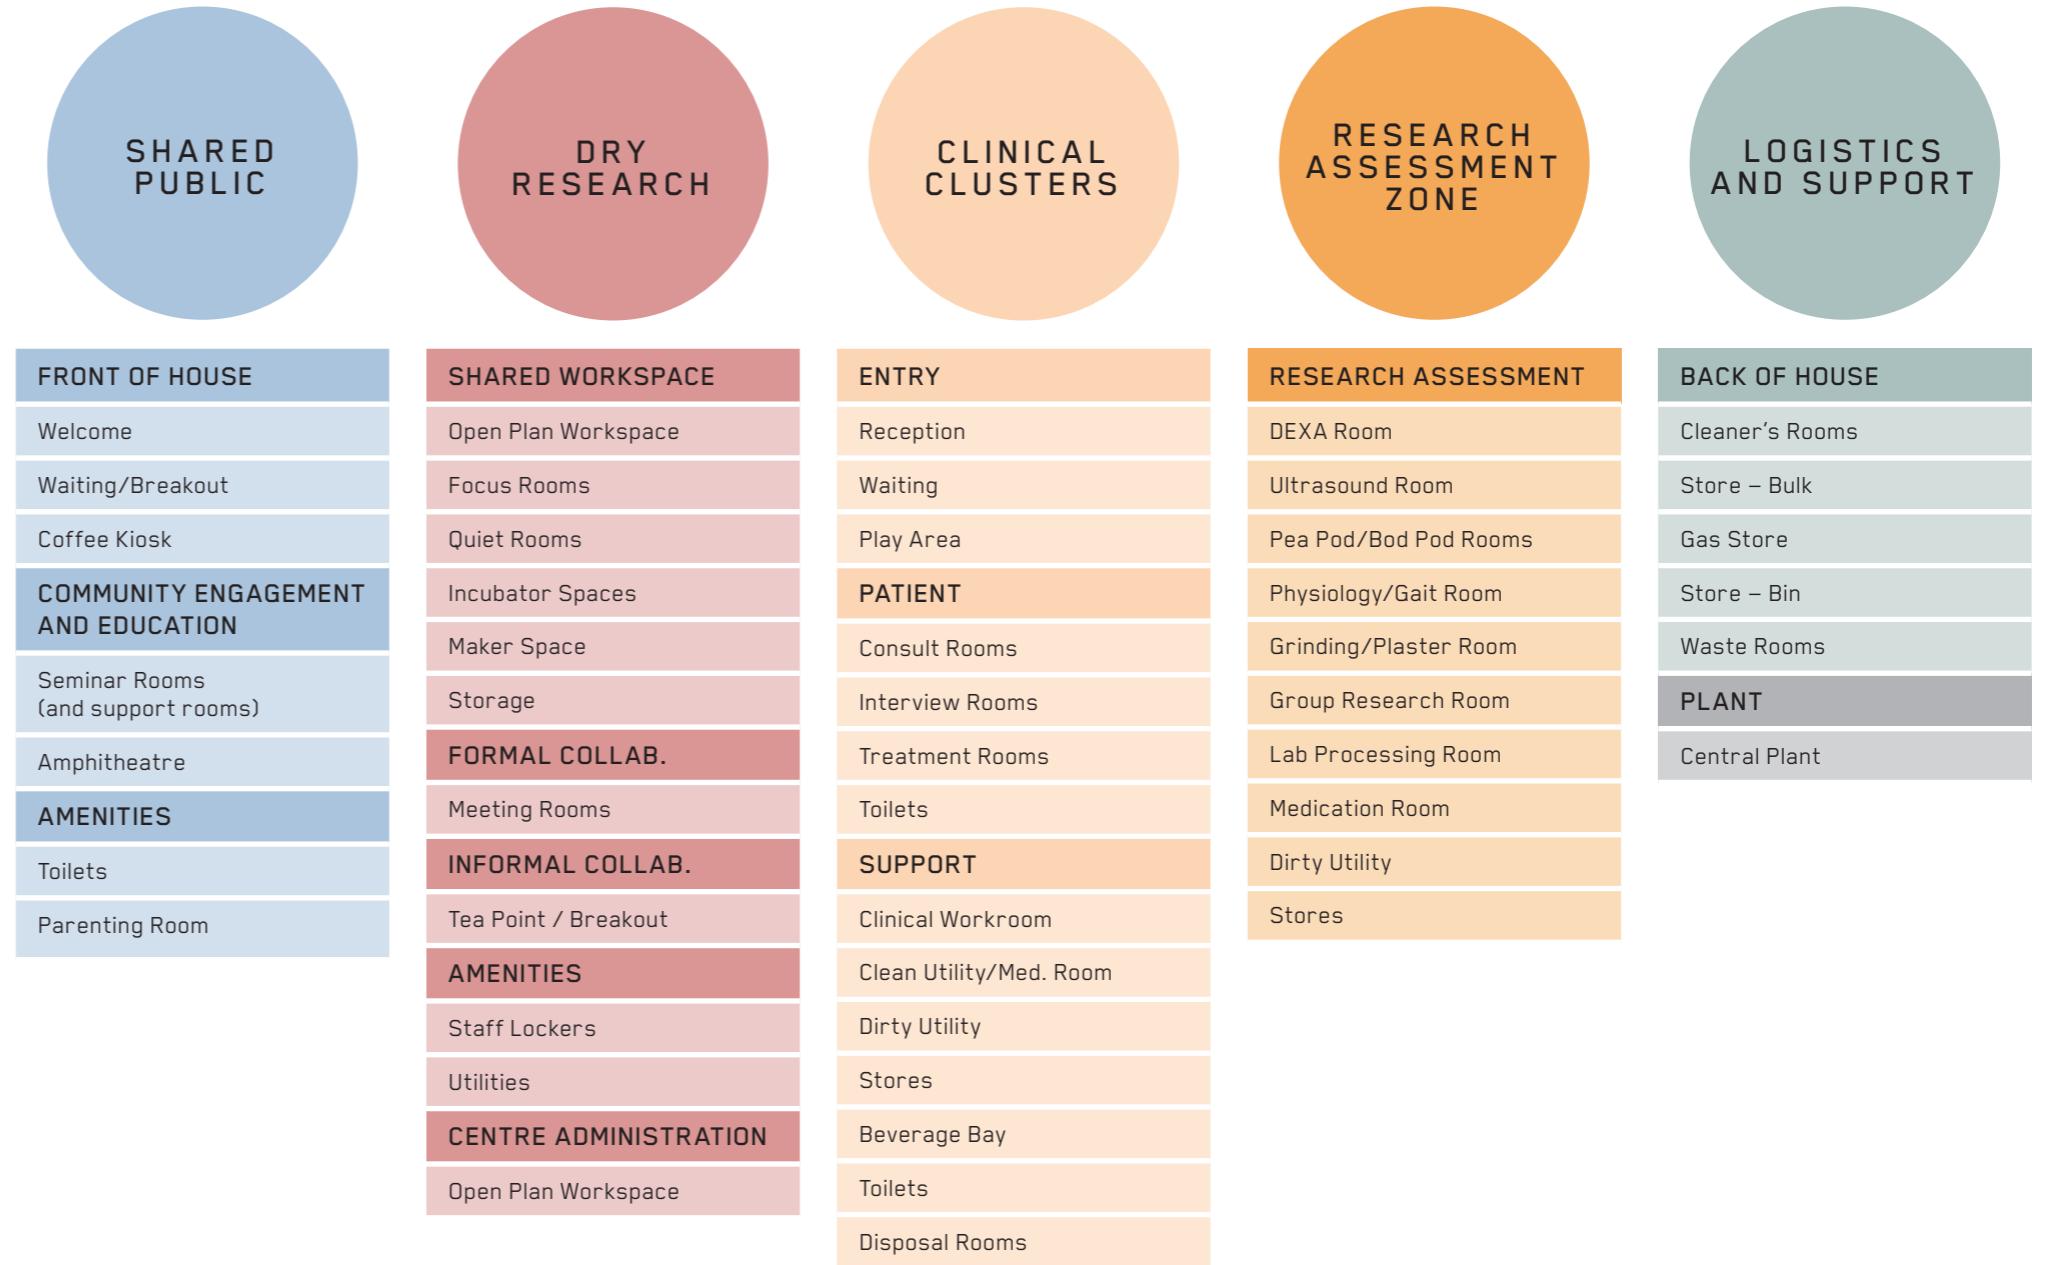 SHARED
PUBLIC
FRONT OF HOUSE
Welcome
Waiting/Breakout
Coffee Kiosk
COMMUNITY ENGAGEMENT
AND EDUCATION
Seminar Rooms
(and support rooms)
Amphitheatre
AMENITIES
Toilets
Parenting Room
DRY
RESEARCH
SHARED WORKSPACE
Open Plan Workspace
Focus Rooms
Quiet Rooms
Incubator Spaces
Maker Space
Storage
FORMAL COLLAB.
Meeting Rooms
INFORMAL COLLAB.
Tea Point / Breakout
AMENITIES
Staff Lockers
Utilities
CENTRE ADMINISTRATION
Open Plan Workspace
CLINICAL
CLUSTERS
ENTRY
Reception
Waiting
Play Area
PATIENT
Consult Rooms
Interview Rooms
Treatment Rooms
Toilets
SUPPORT
Clinical Workroom
Clean Utility/Med. Room
Dirty Utility
Stores
Beverage Bay
Toilets
Disposal Rooms
RESEARCH
ASSESSMENT
ZONE
RESEARCH ASSESSMENT
DEXA Room
Ultrasound Room
Pea Pod/Bod Pod Rooms
Physiology/Gait Room
Grinding/Plaster Room
Group Research Room
Lab Processing Room
Medication Room
Dirty Utility
Stores
LOGISTICS
AND SUPPORT
BACK OF HOUSE
Cleaner's Rooms
Store – Bulk
Gas Store
Store – Bin
Waste Rooms
PLANT
Central Plant